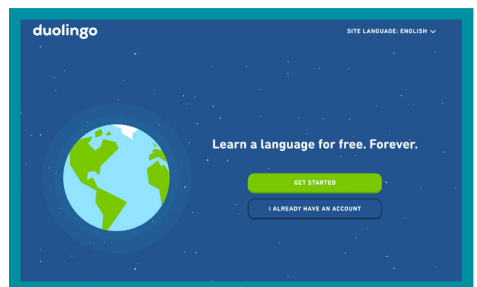 duolingo
SITE LANGUAGE: ENGLISH
Learn a language for free. Forever.
GET STARTED
I ALREADY HAVE AN ACCOUNT